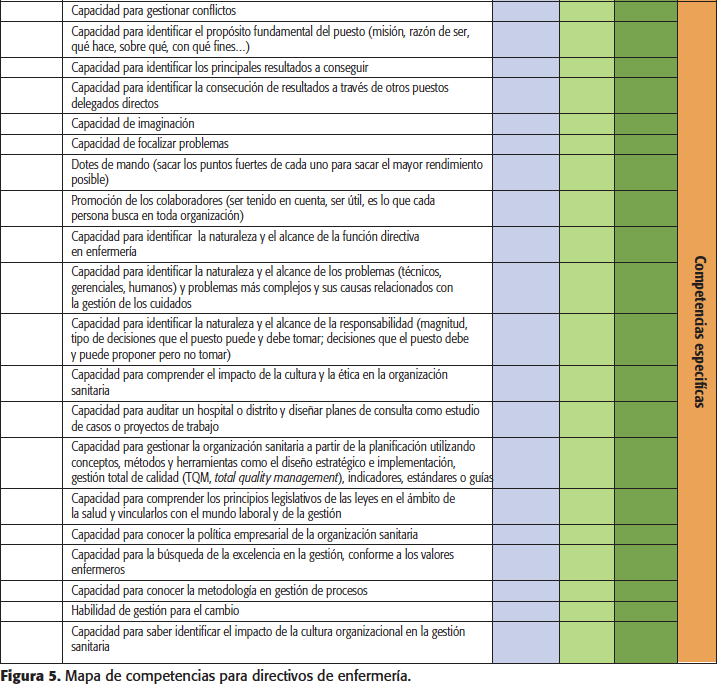 Capacidad para gestionar conflictos
Capacidad para identificar el propósito fundamental del puesto (misión, razón de ser,
qué hace, sobre qué, con qué fines...)
Capacidad para identificar los principales resultados a conseguir
Capacidad para identificar la consecución de resultados a través de otros puestos
delegados directos
Capacidad de imaginación
Capacidad de focalizar problemas
Dotes de mando (sacar los puntos fuertes de cada uno para sacar el mayor rendimiento
posible)
Promoción de los colaboradores (ser tenido en cuenta, ser útil, es lo que cada
persona busca en toda organización)
Capacidad para identificar la naturaleza y el alcance de la función directiva
en enfermería
Capacidad para identificar la naturaleza y el alcance de los problemas (técnicos,
gerenciales, humanos) y problemas más complejos y sus causas relacionados con
la gestión de los cuidados
Capacidad para identificar la naturaleza y el alcance de la responsabilidad (magnitud,
tipo de decisiones que el puesto puede y debe tomar; decisiones que el puesto debe
y puede proponer pero no tomar)
Capacidad para comprender el impacto de la cultura y la ética en la organización
sanitaria
Capacidad para auditar un hospital o distrito y diseñar planes de consulta como estudio
de casos o proyectos de trabajo
Capacidad para gestionar la organización sanitaria a partir de la planificación utilizando
conceptos, métodos y herramientas como el diseño estratégico e implementación,
gestión total de calidad (TQM, total quality management), indicadores, estándares o guías
Capacidad para comprender los principios legislativos de las leyes en el ámbito de
la salud y vincularlos con el mundo laboral y de la gestión
Capacidad para conocer la política empresarial de la organización sanitaria
Capacidad para la búsqueda de la excelencia en la gestión, conforme a los valores
enfermeros
Capacidad para conocer la metodología en gestión de procesos
Habilidad de gestión para el cambio
Capacidad para saber identificar el impacto de la cultura organizacional en la gestión
sanitaria
Competencias específicas
Figura 5. Mapa de competencias para directivos de enfermería.